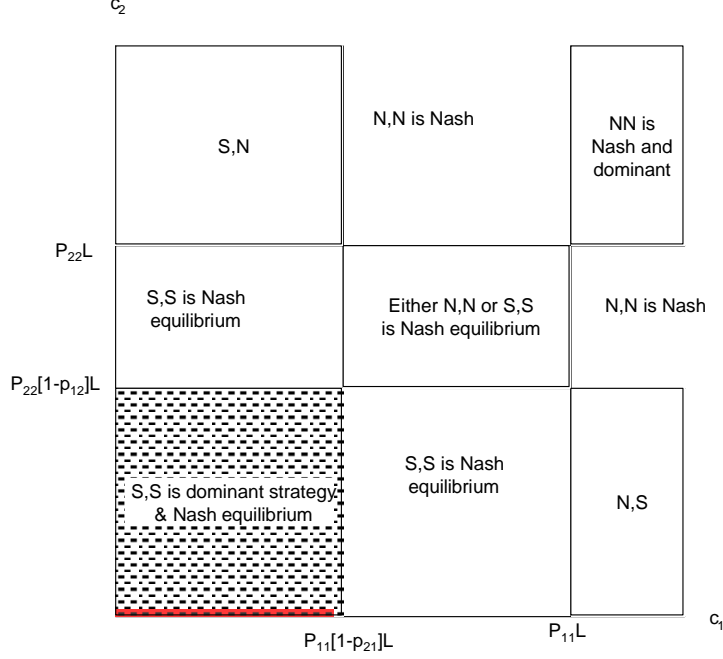 c₂
S,N
N,N is Nash
NN is
Nash and
dominant
P₂₂L
S,S is Nash
equilibrium
Either N,N or S,S
is Nash equilibrium
N,N is Nash
P₂₂[1-p₁₂]L
S,S is dominant strategy
& Nash equilibrium
S,S is Nash
equilibrium
N,S
P₁₁[1-p₂₁]L
P₁₁L
c₁